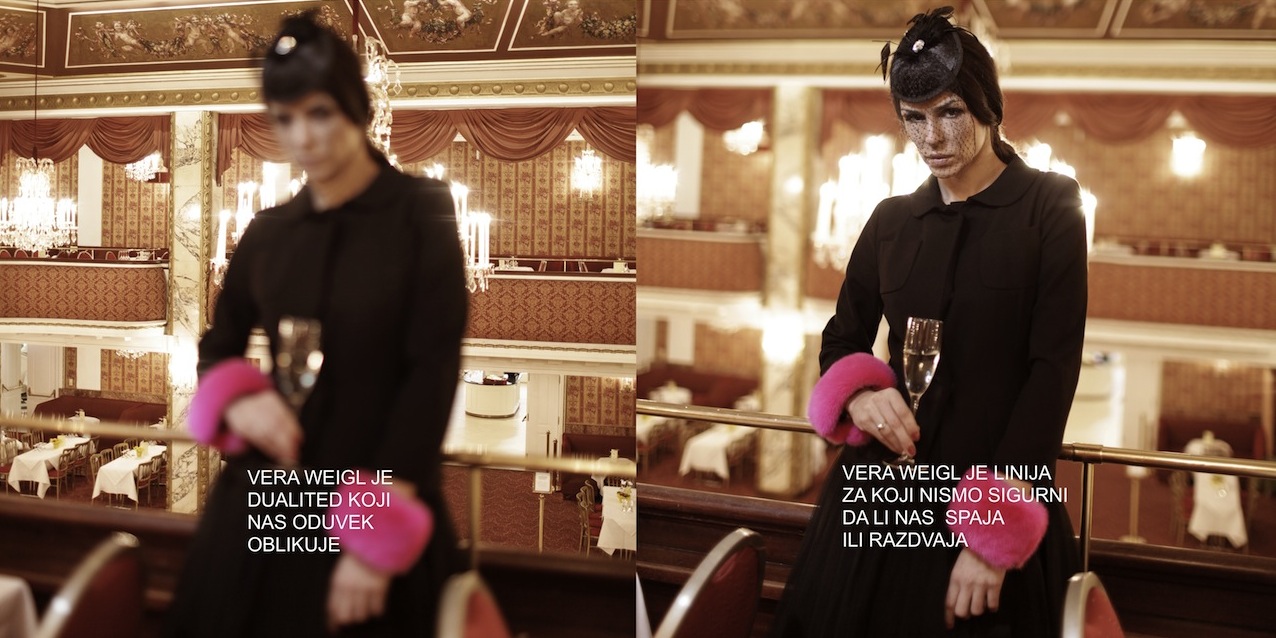 VERA WEIGL JE
DUALITED KOJI
NAS ODUVEK
OBLIKUJE
VERA WEIGL JE LINIJA
ZA KOJI NISMO SIGURNI
DA LI NAS  SPAJA
ILI RAZDVAJA